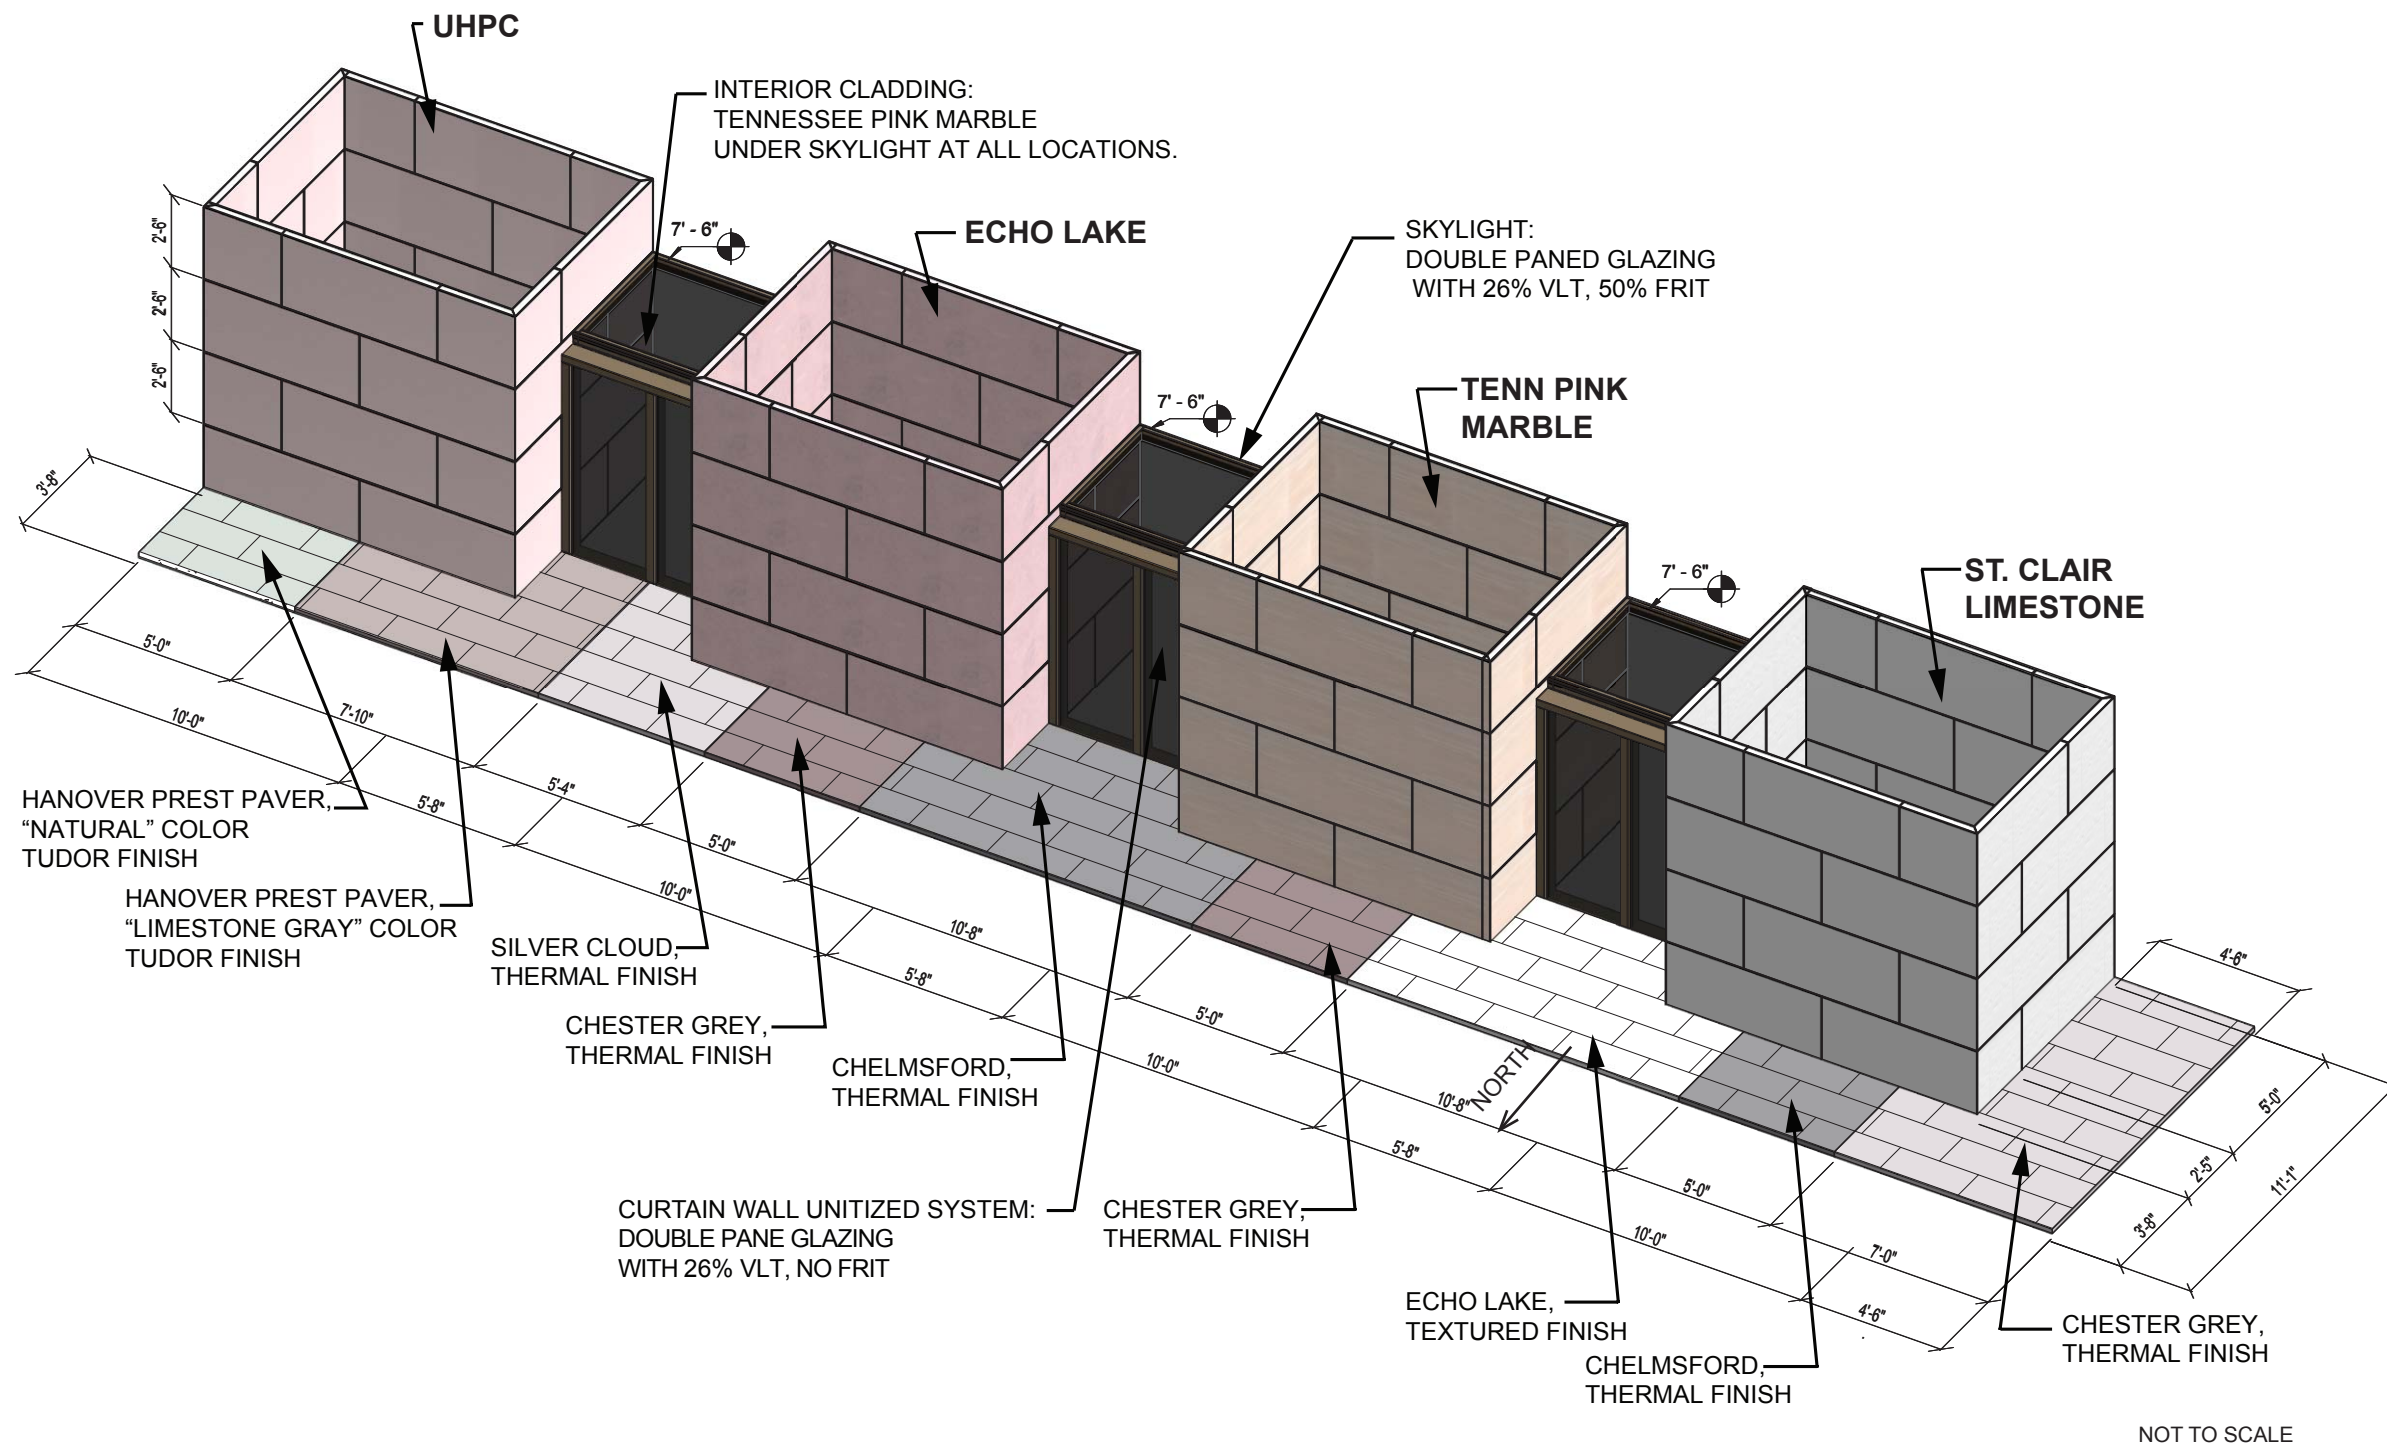 UHPC
INTERIOR CLADDING:
TENNESSEE PINK MARBLE
UNDER SKYLIGHT AT ALL LOCATIONS.
7' - 6"
ECHO LAKE
SKYLIGHT:
DOUBLE PANED GLAZING
WITH 26% VLT, 50% FRIT
7' - 6"
TENN PINK
MARBLE
7' - 6"
ST. CLAIR
LIMESTONE
2'-6"
2'-6"
2'-6"
3'-8"
5'-0"
7'-10"
5'-4"
5'-0"
10'-8"
5'-0"
10'-8"
5'-0"
7'-0"
10'-0"
5'-8"
10'-0"
5'-8"
10'-0"
5'-8"
10'-0"
4'-6"
4'-6"
5'-0"
2'-5"
3'-8"
11'-1"
NORTH
HANOVER PREST PAVER,
“NATURAL” COLOR
TUDOR FINISH
HANOVER PREST PAVER,
“LIMESTONE GRAY” COLOR
TUDOR FINISH
SILVER CLOUD,
THERMAL FINISH
CHESTER GREY,
THERMAL FINISH
CHELMSFORD,
THERMAL FINISH
CURTAIN WALL UNITIZED SYSTEM:
DOUBLE PANE GLAZING
WITH 26% VLT, NO FRIT
CHESTER GREY,
THERMAL FINISH
ECHO LAKE,
TEXTURED FINISH
CHELMSFORD,
THERMAL FINISH
CHESTER GREY,
THERMAL FINISH
NOT TO SCALE